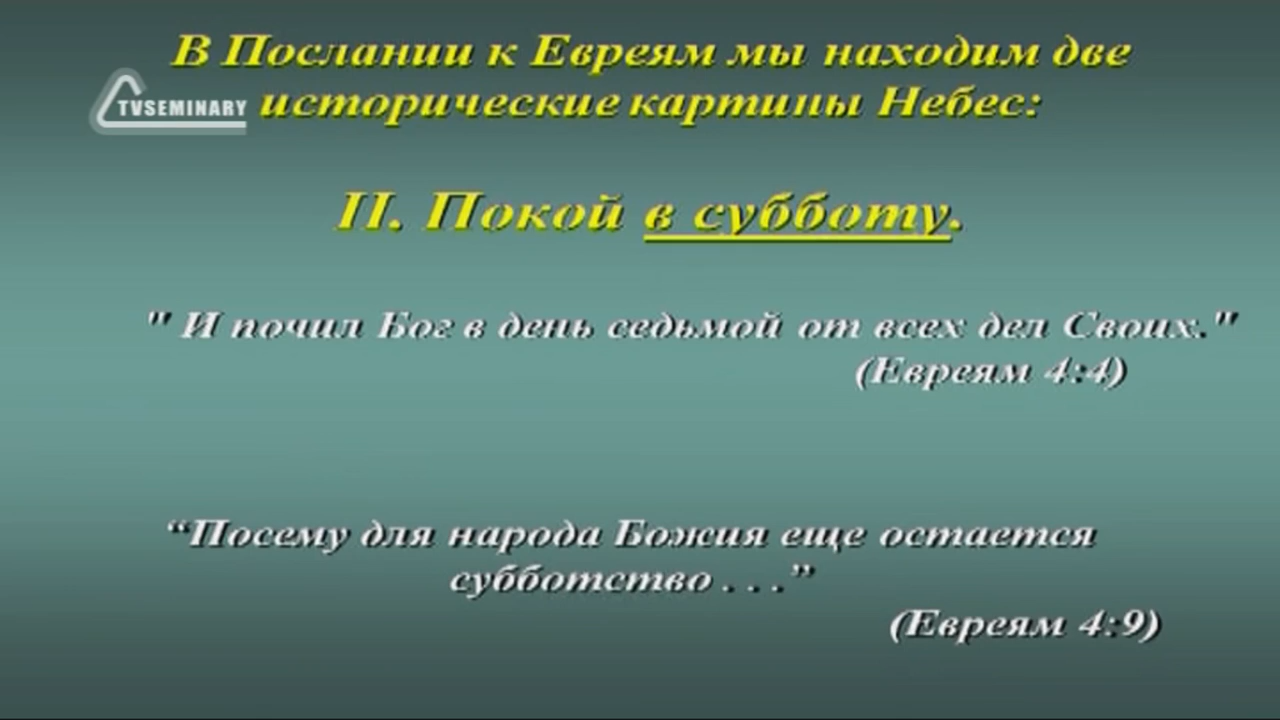 В Послании к Евреям мы находим две
TVSEMINARY
исторические картины Небес:
II. Покой в субботу.
" И почил Бог в день седьмой от всех дел Своих."
(Евреям 4:4)
“Посему для народа Божия еще остается
субботство . . .”
(Евреям 4:9)